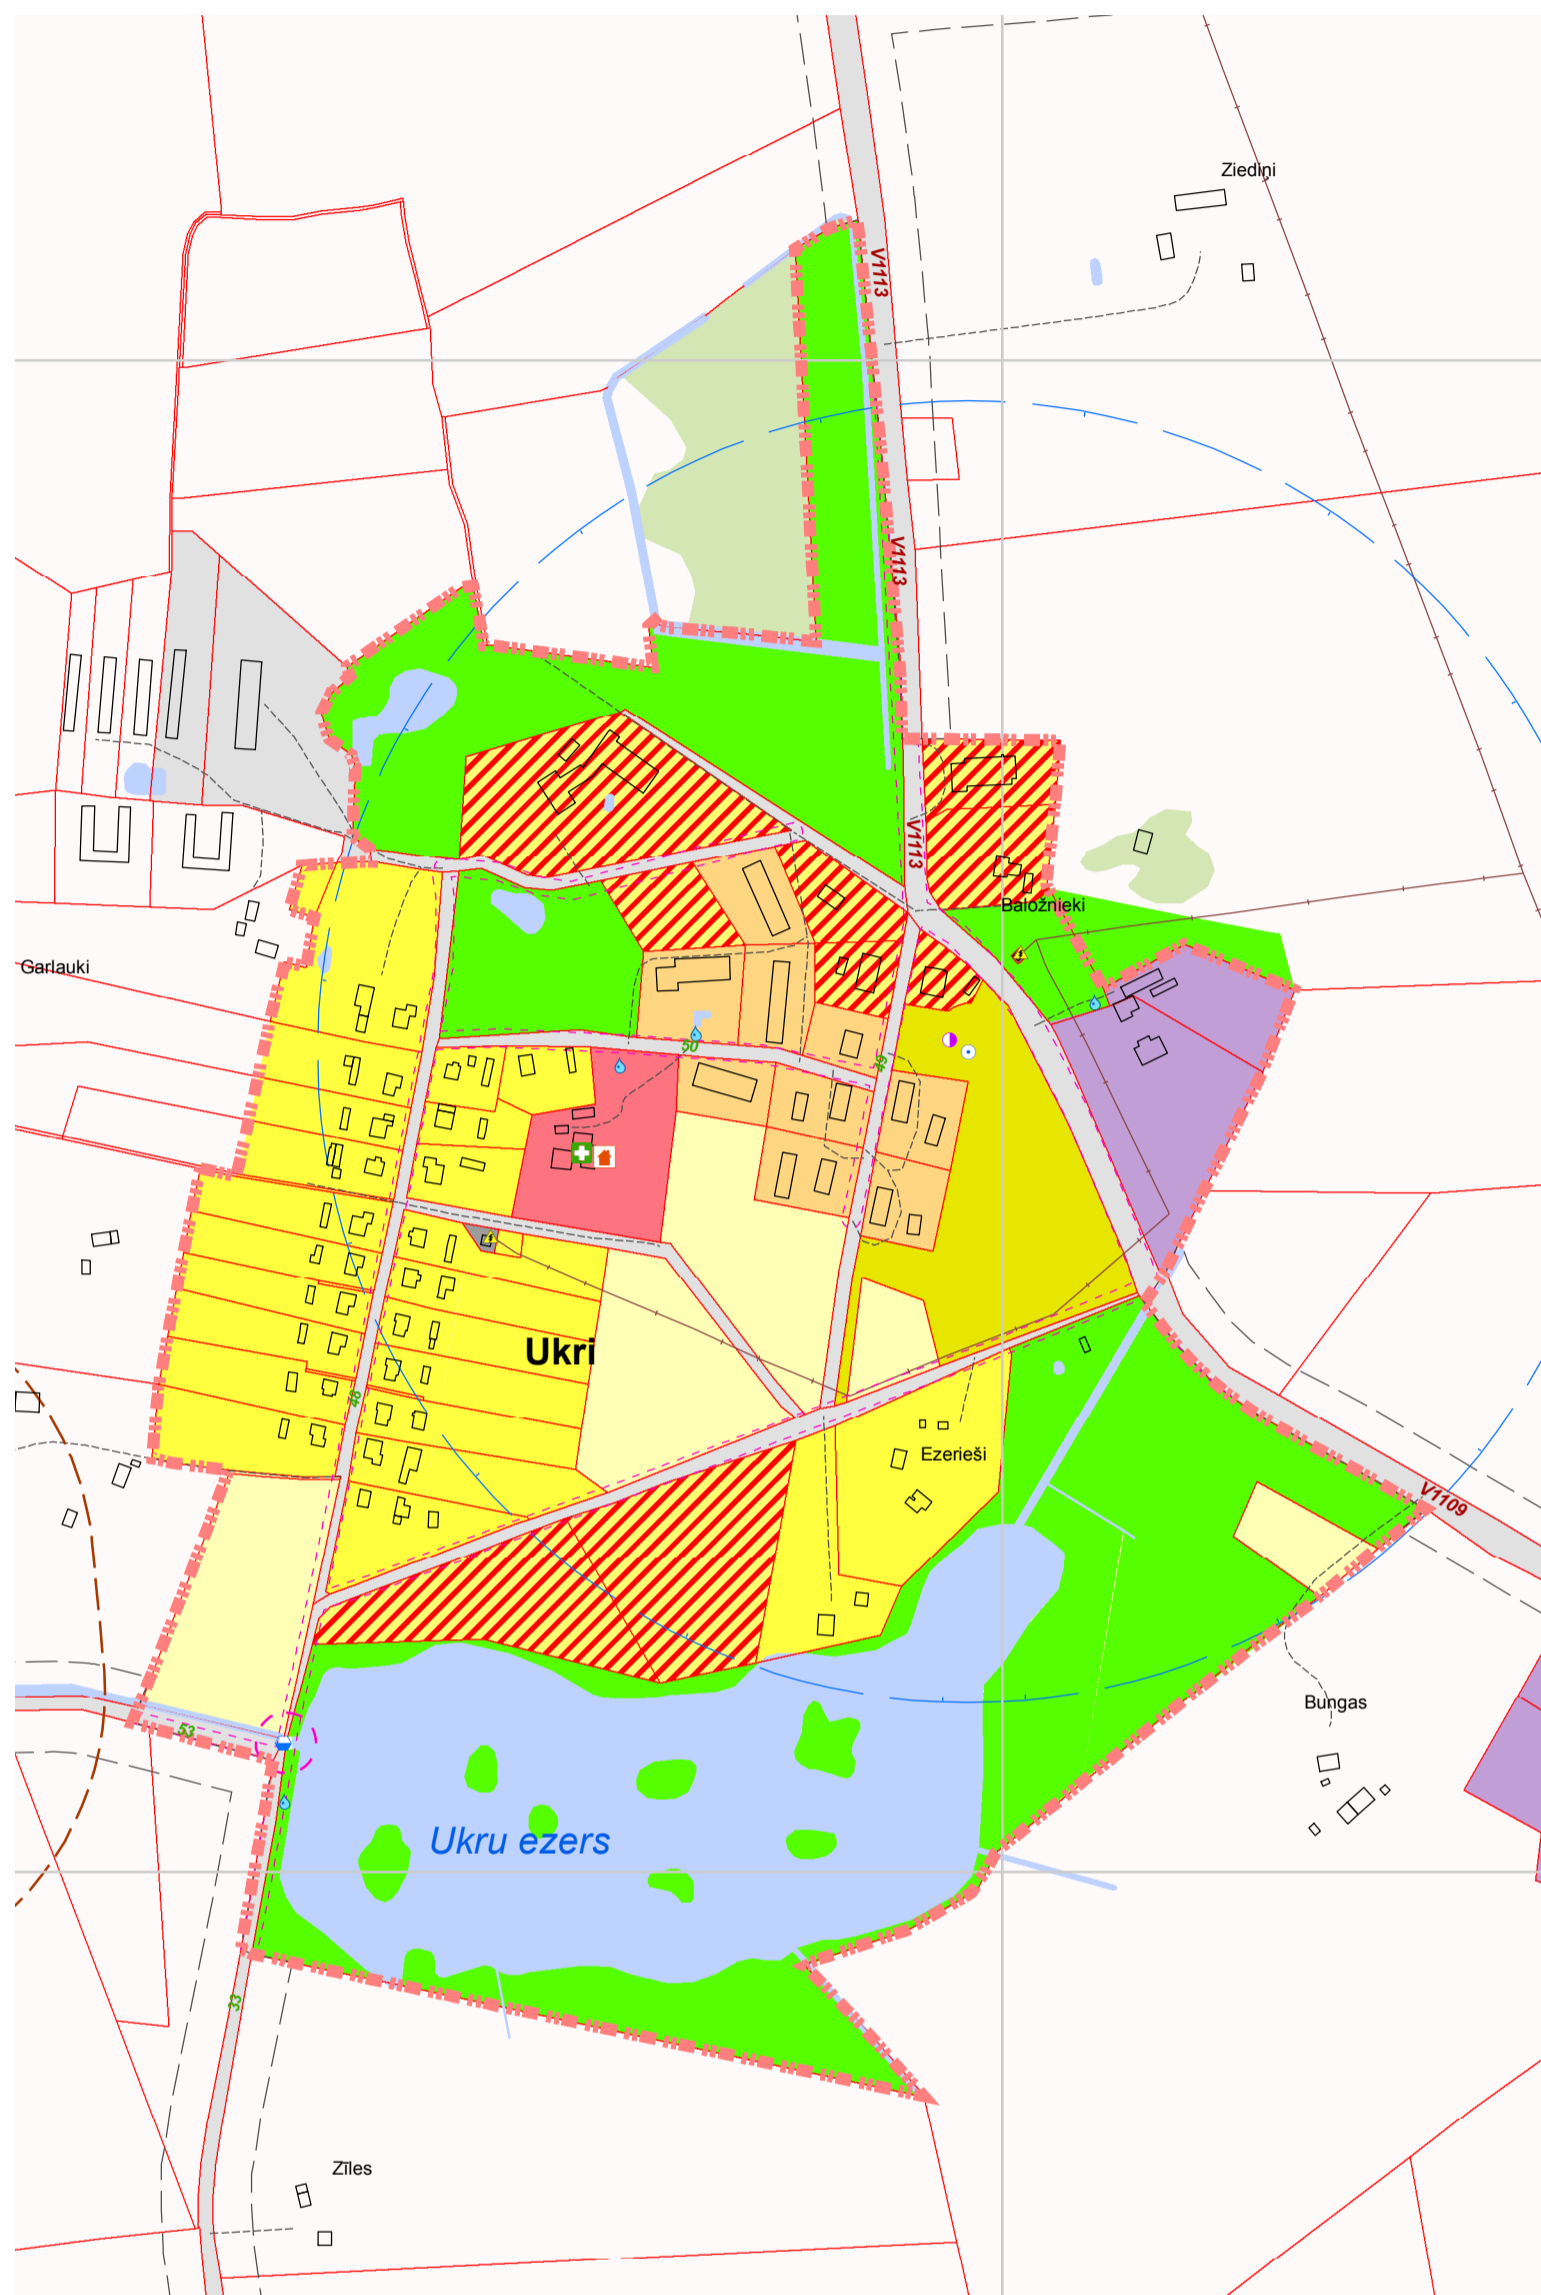 Ziediņi
V1113
V1113
V1113
Baložnieki
Garlauki
50
49
Ukri
48
Ezerieši
V1109
Bungas
53
Ukru ezers
33
Zīles